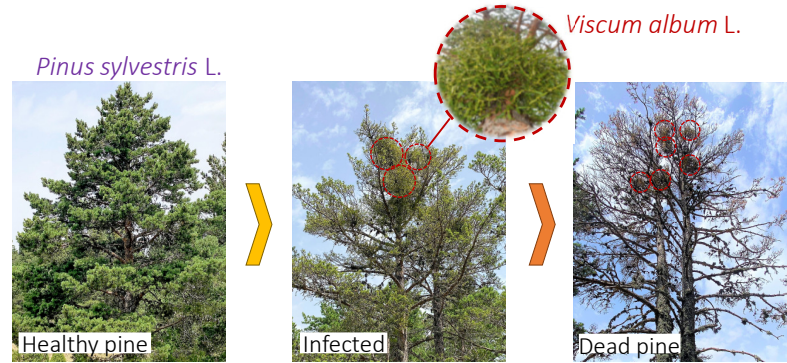 Viscum album L.
Pinus sylvestris L.
Healthy pine
Infected
Dead pine